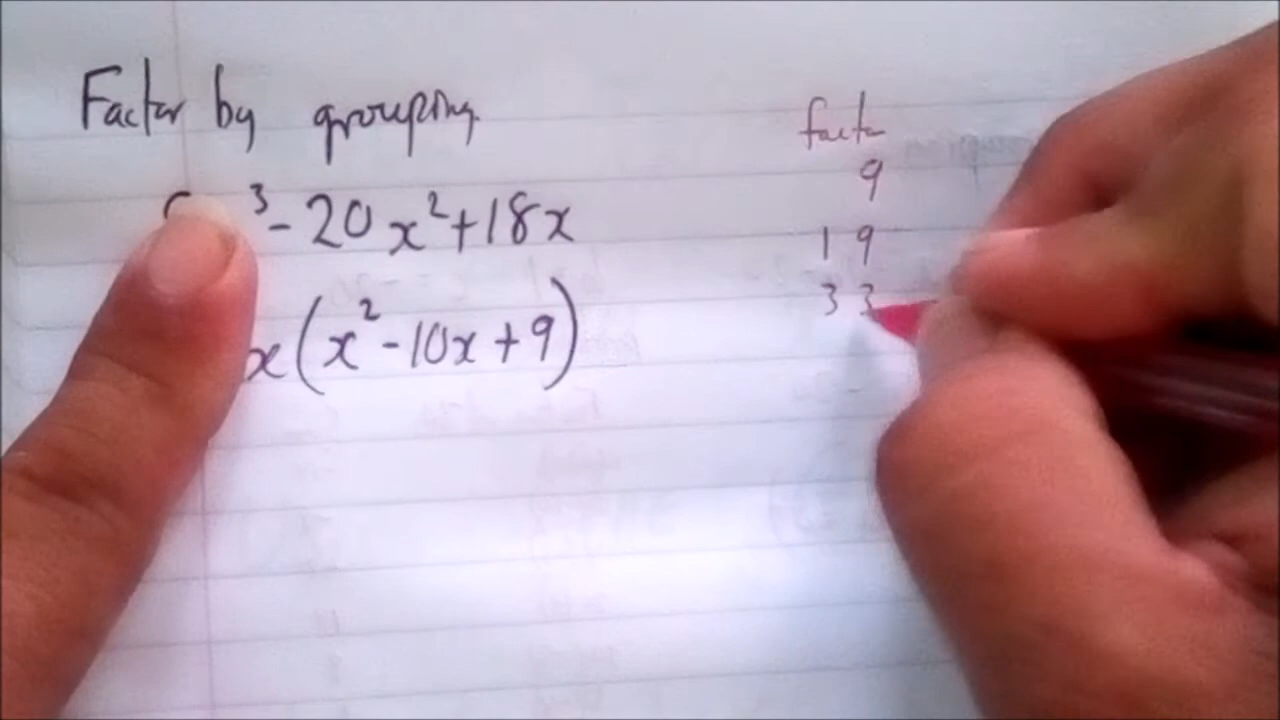 Factor by grouping
³- 20x²+18x
x(x²-10x+9)
factor
9
1 9
3 3